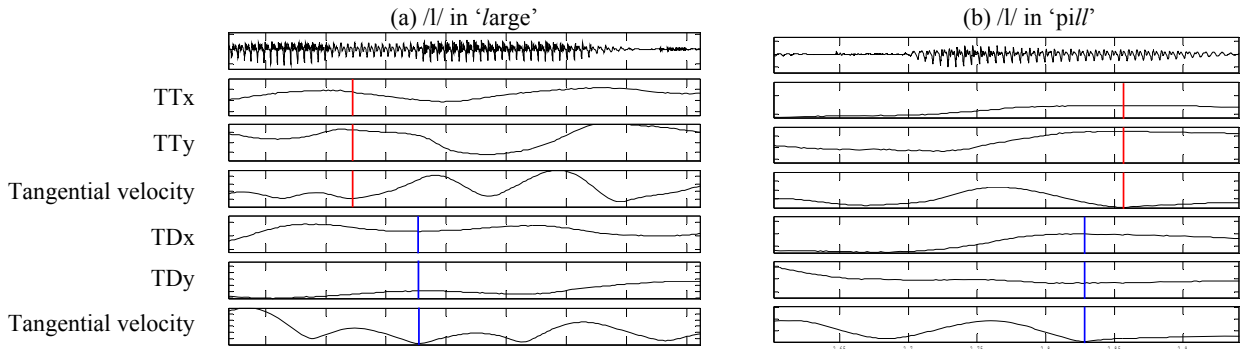 (a) /l/ in ‘large’
(b) /l/ in ‘pill’
TTx
TTy
Tangential velocity
TDx
TDy
Tangential velocity